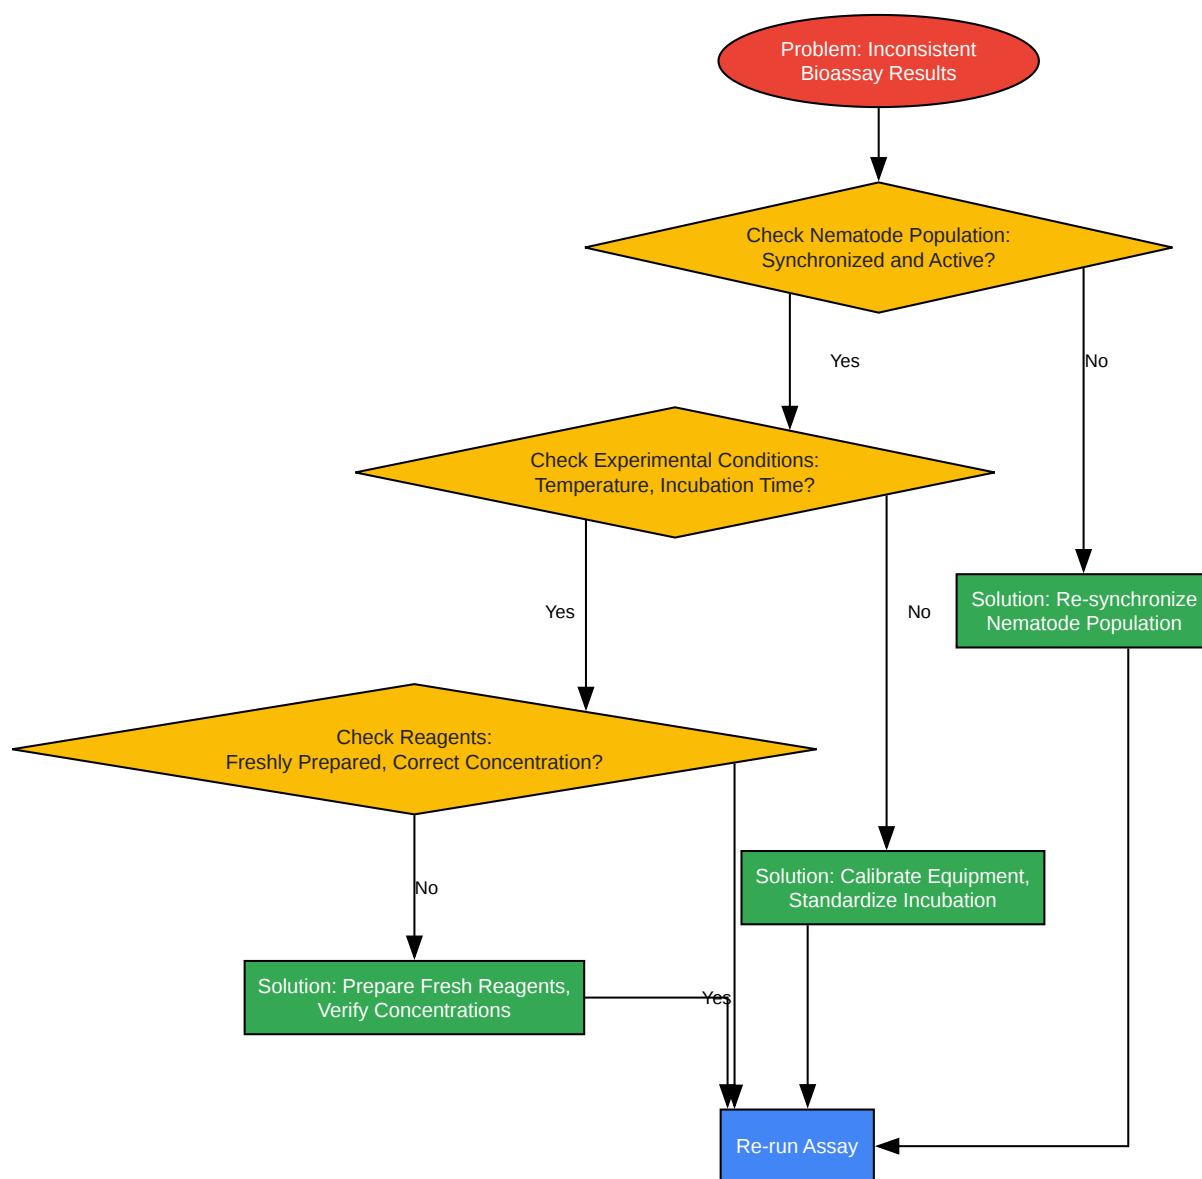 Problem: Inconsistent
Bioassay Results
Check Nematode Population:
Synchronized and Active?
Yes
No
Check Experimental Conditions:
Temperature, Incubation Time?
Yes
No
Solution: Re-synchronize
Nematode Population
Check Reagents:
Freshly Prepared, Correct Concentration?
No
Solution: Calibrate Equipment,
Standardize Incubation
Solution: Prepare Fresh Reagents,
Verify Concentrations
Yes
Re-run Assay